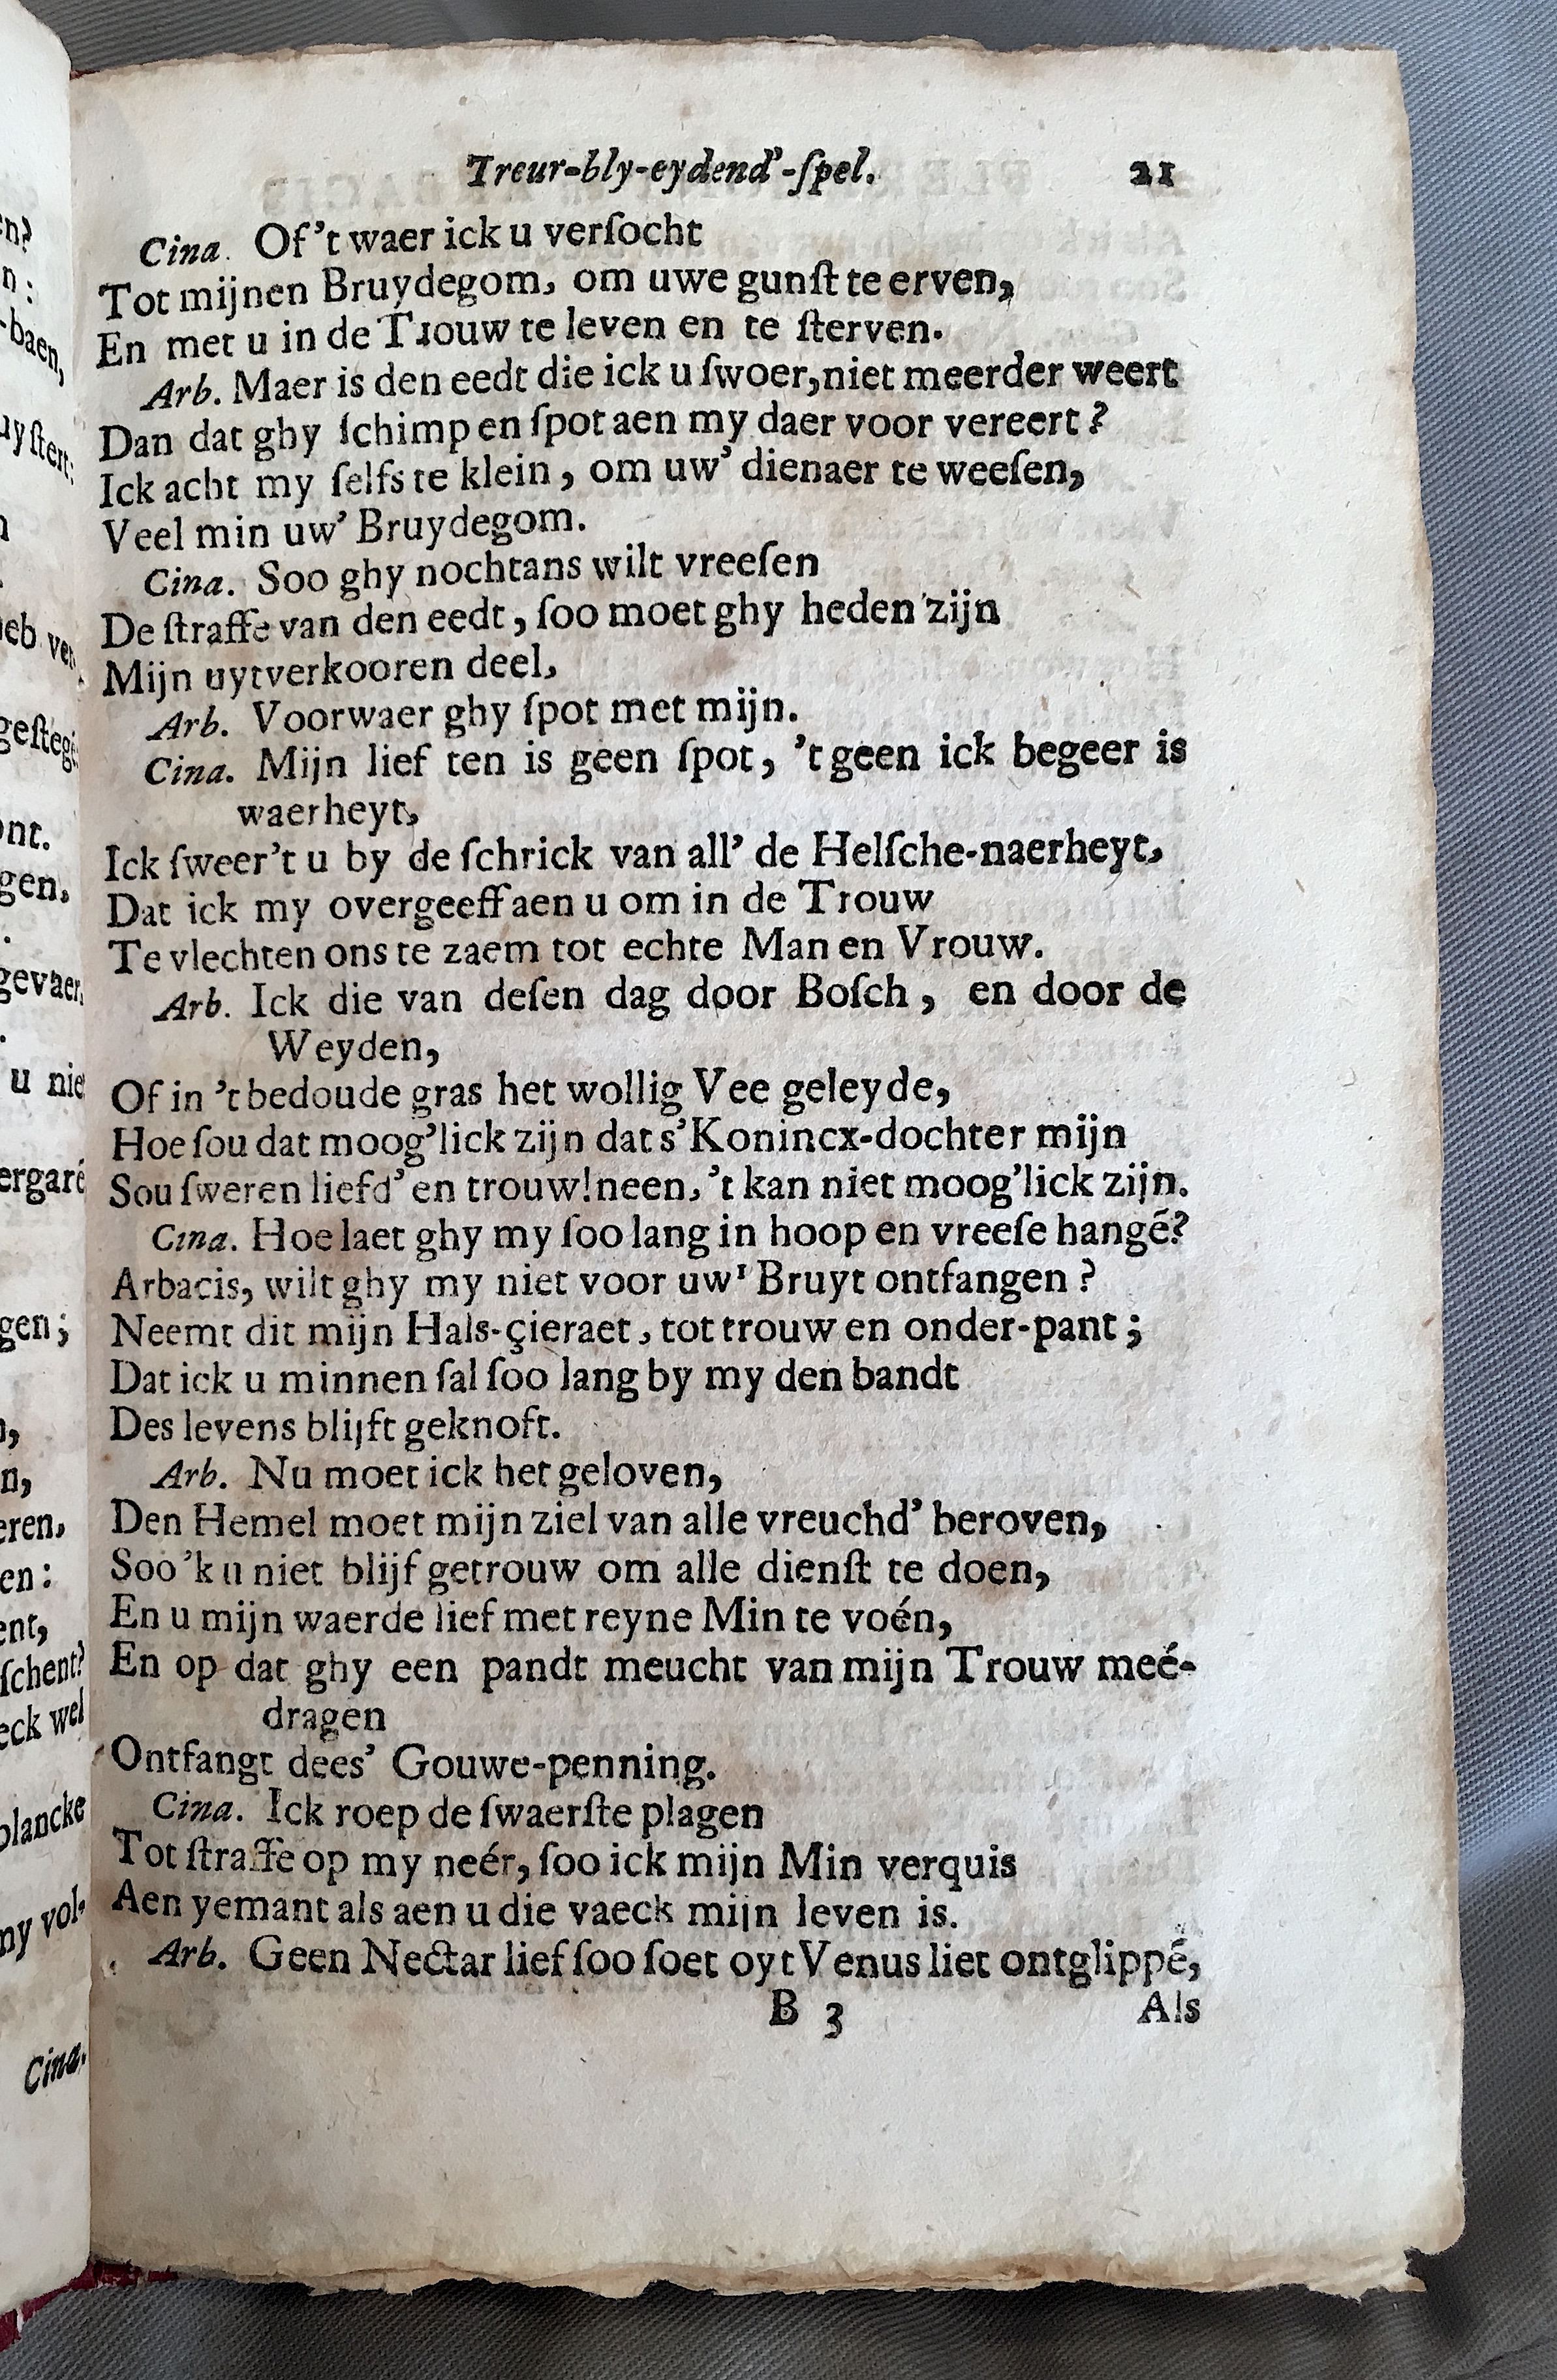 Treur-bly-eydend'-ſpel. 21
Cina. Of 't waer ick u verſocht
Tot mijnen Bruydegom, om uwe gunſt te erven,
En met u in de Trouw te leven en te ſterven.
Arb. Maer is den eedt die ick u ſwoer, niet meerder weert
Dan dat ghy ſchimp en ſpot aen my daer voor vereert?
Ick acht my ſelfs te klein, om uw' dienaer te weeſen,
Veel min uw' Bruydegom.
Cina. Soo ghy nochtans wilt vreeſen
De ſtraffe van den eedt, ſoo moet ghy heden zijn
Mijn uytverkooren deel,
Arb. Voorwaer ghy ſpot met mijn.
Cina. Mijn lief ten is geen ſpot, 't geen ick begeer is
waerheyt,
Ick ſweer't u by de ſchrick van all' de Helſche-naerheyt,
Dat ick my overgeeff aen u om in de Trouw
Te vlechten ons te zaem tot echte Man en Vrouw.
Arb. Ick die van deſen dag door Boſch, en door de
Weyden,
Of in 't bedoude gras het wollig Vee geleyde,
Hoe ſou dat moog'lick zijn dat s'Konincx-dochter mijn
Sou ſweren liefd' en trouw! neen, 't kan niet moog'lick zijn.
Cina. Hoe laet ghy my ſoo lang in hoop en vreeſe hangé?
Arbacis, wilt ghy my niet voor uw' Bruyt ontfangen?
Neemt dit mijn Hals-çieraet, tot trouw en onder-pant;
Dat ick u minnen ſal ſoo lang by my den bandt
Des levens blijft geknoft.
Arb. Nu moet ick het geloven,
Den Hemel moet mijn ziel van alle vreuchd' beroven,
Soo 'k u niet blijf getrouw om alle dienſt te doen,
En u mijn waerde lief met reyne Min te voén,
En op dat ghy een pandt meucht van mijn Trouw meé-
dragen
Ontfangt dees' Gouwe-penning.
Cina. Ick roep de ſwaerſte plagen
Tot ſtraffe op my neér, ſoo ick mijn Min verquis
Aen yemant als aen u die vaeck mijn leven is.
Arb. Geen Nectar lief ſoo ſoet oyt Venus liet ontglippé,
B 3 Als